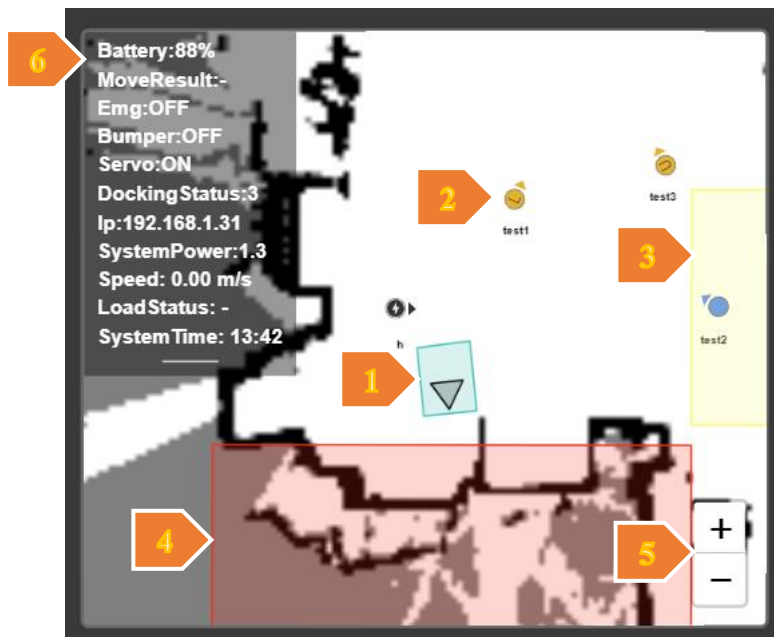 6
Battery:88%
MoveResult:-
Emg:OFF
Bumper:OFF
Servo:ON
DockingStatus:3
Ip:192.168.1.31
SystemPower:1.3
Speed: 0.00 m/s
LoadStatus: -
SystemTime: 13:42
2
test1
test3
3
test2
h
1
4
5
+
−